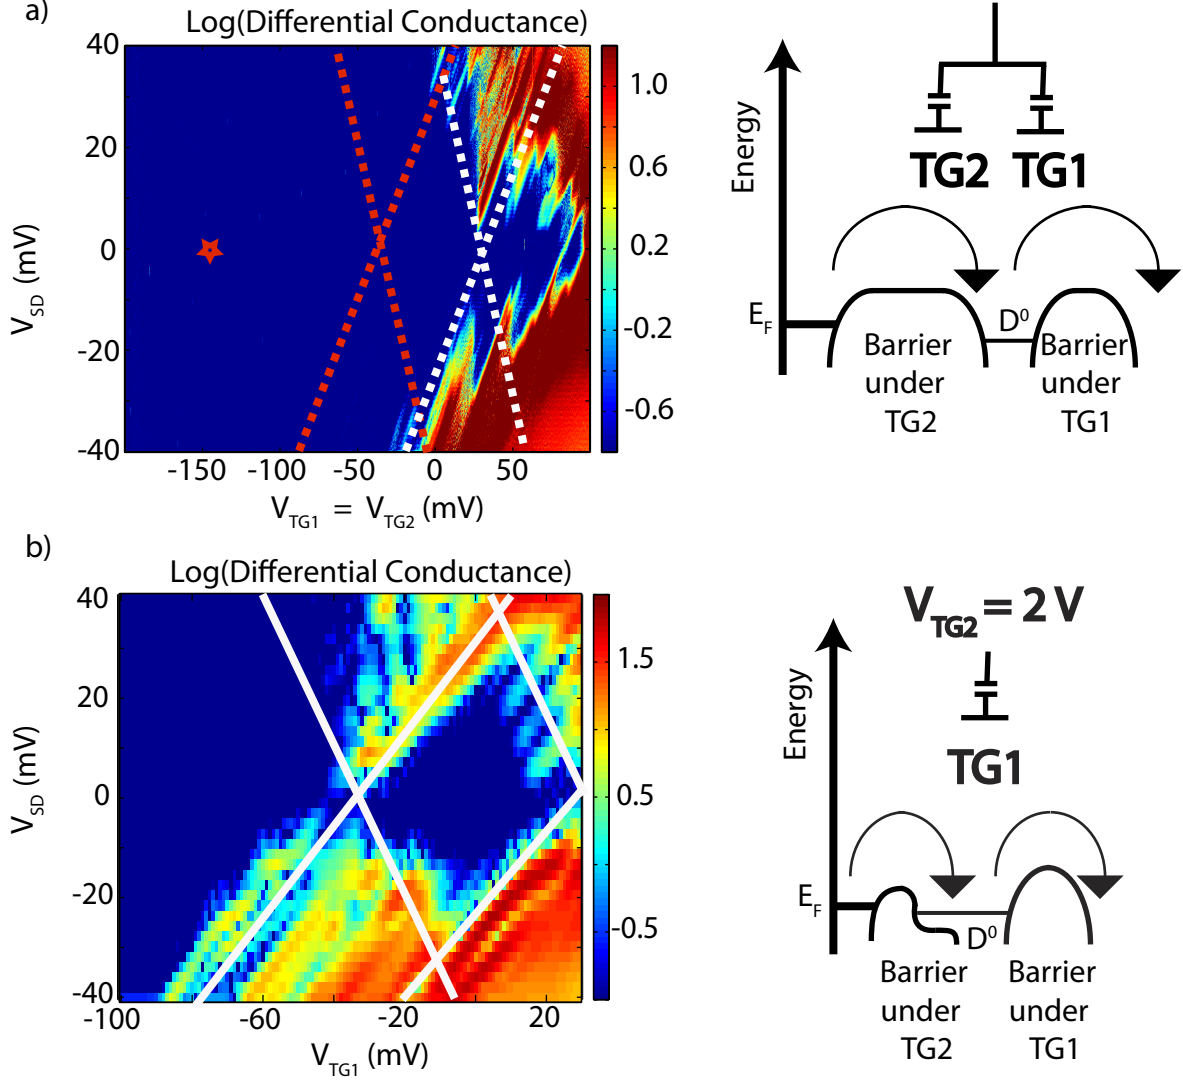 a)
Log(Differential Conductance)
40
20
0
-20
-40
V_SD (mV)
-150
-100
-50
0
50
V_TG1 = V_TG2 (mV)
1.0
0.6
0.2
-0.2
-0.6
Energy
TG2
TG1
E_F
D⁰
Barrier
under
TG2
Barrier
under
TG1
b)
Log(Differential Conductance)
40
20
0
-20
-40
V_SD (mV)
-100
-60
-20
20
V_TG1 (mV)
1.5
0.5
-0.5
V_TG2 = 2 V
Energy
TG1
E_F
D⁰
Barrier
under
TG2
Barrier
under
TG1